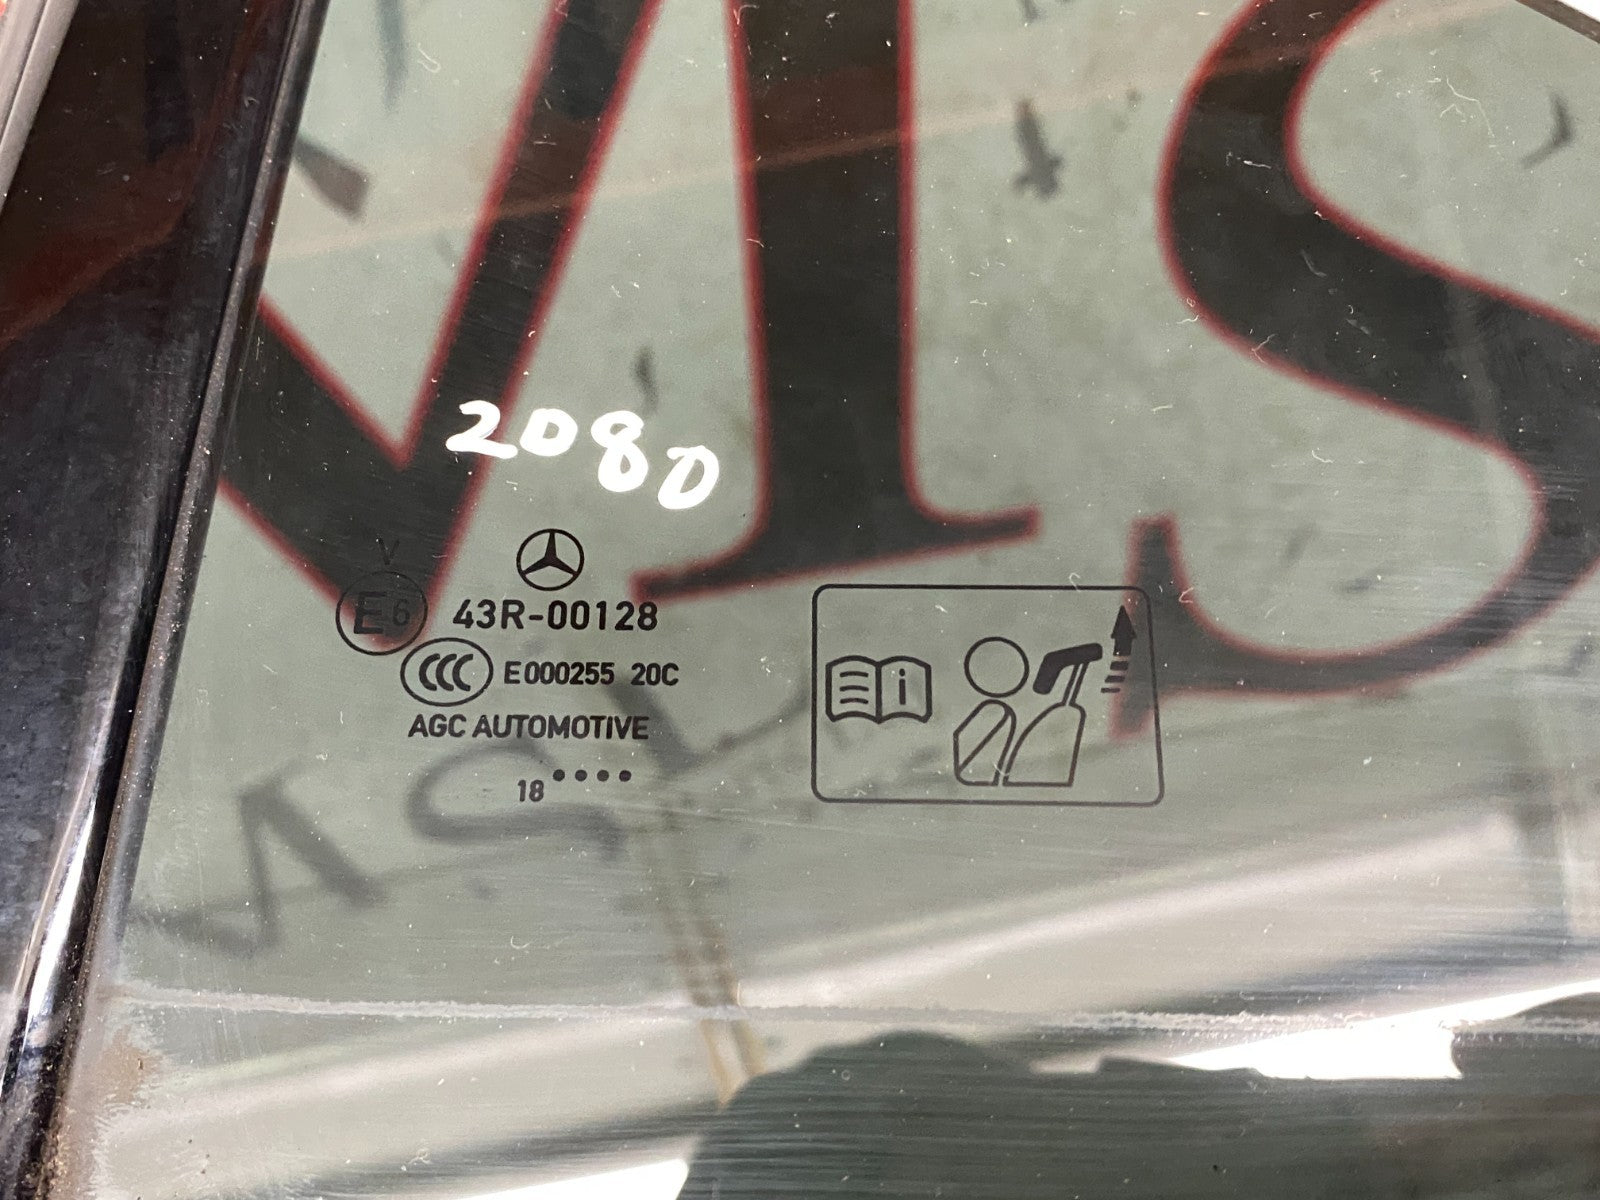 2080
V
E6 43R-00128
CCC E000255 20C
AGC AUTOMOTIVE
18 ••••
i